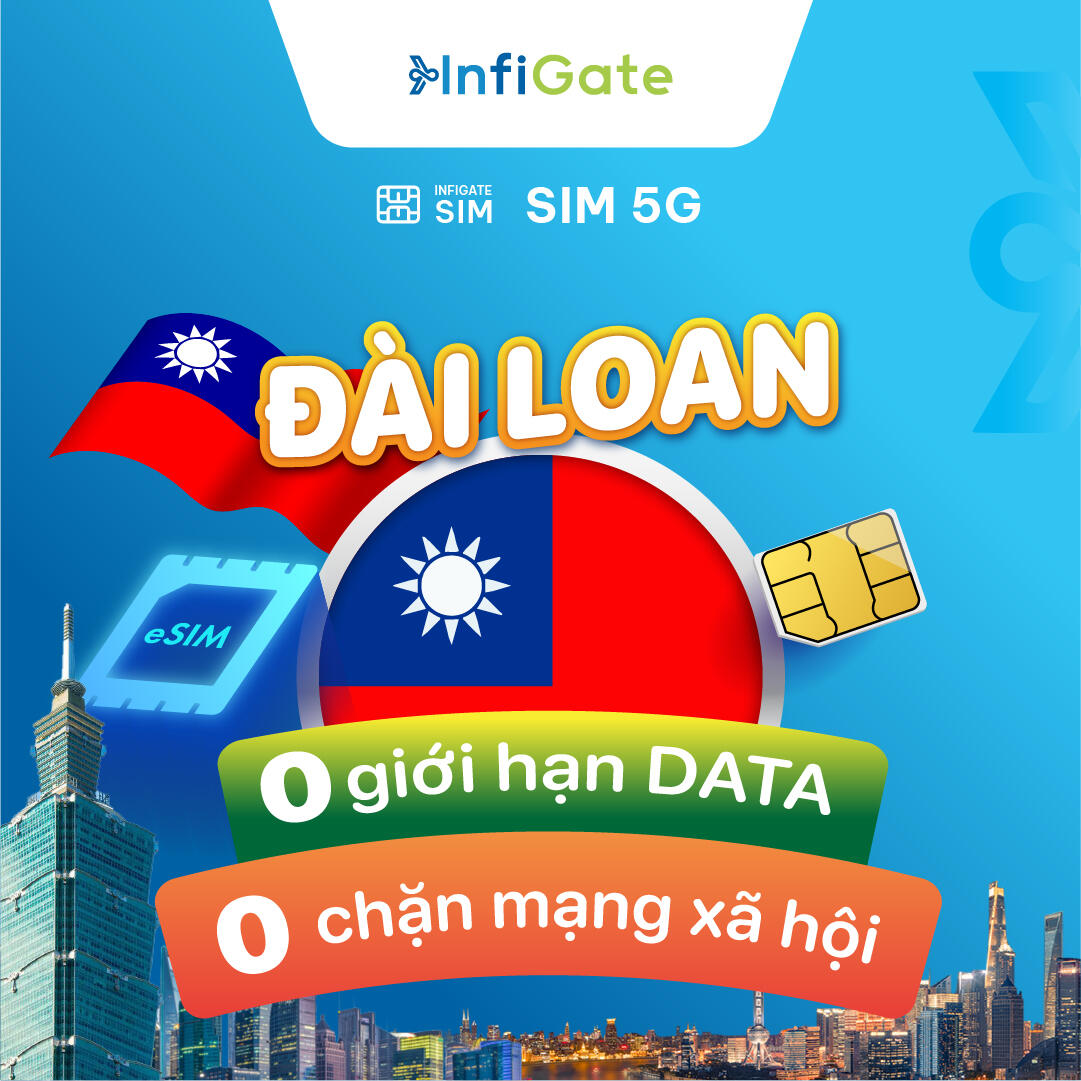 InfiGate
INFIGATE
SIM
SIM 5G
ĐÀI LOAN
eSIM
0 giới hạn DATA
0 chặn mạng xã hội